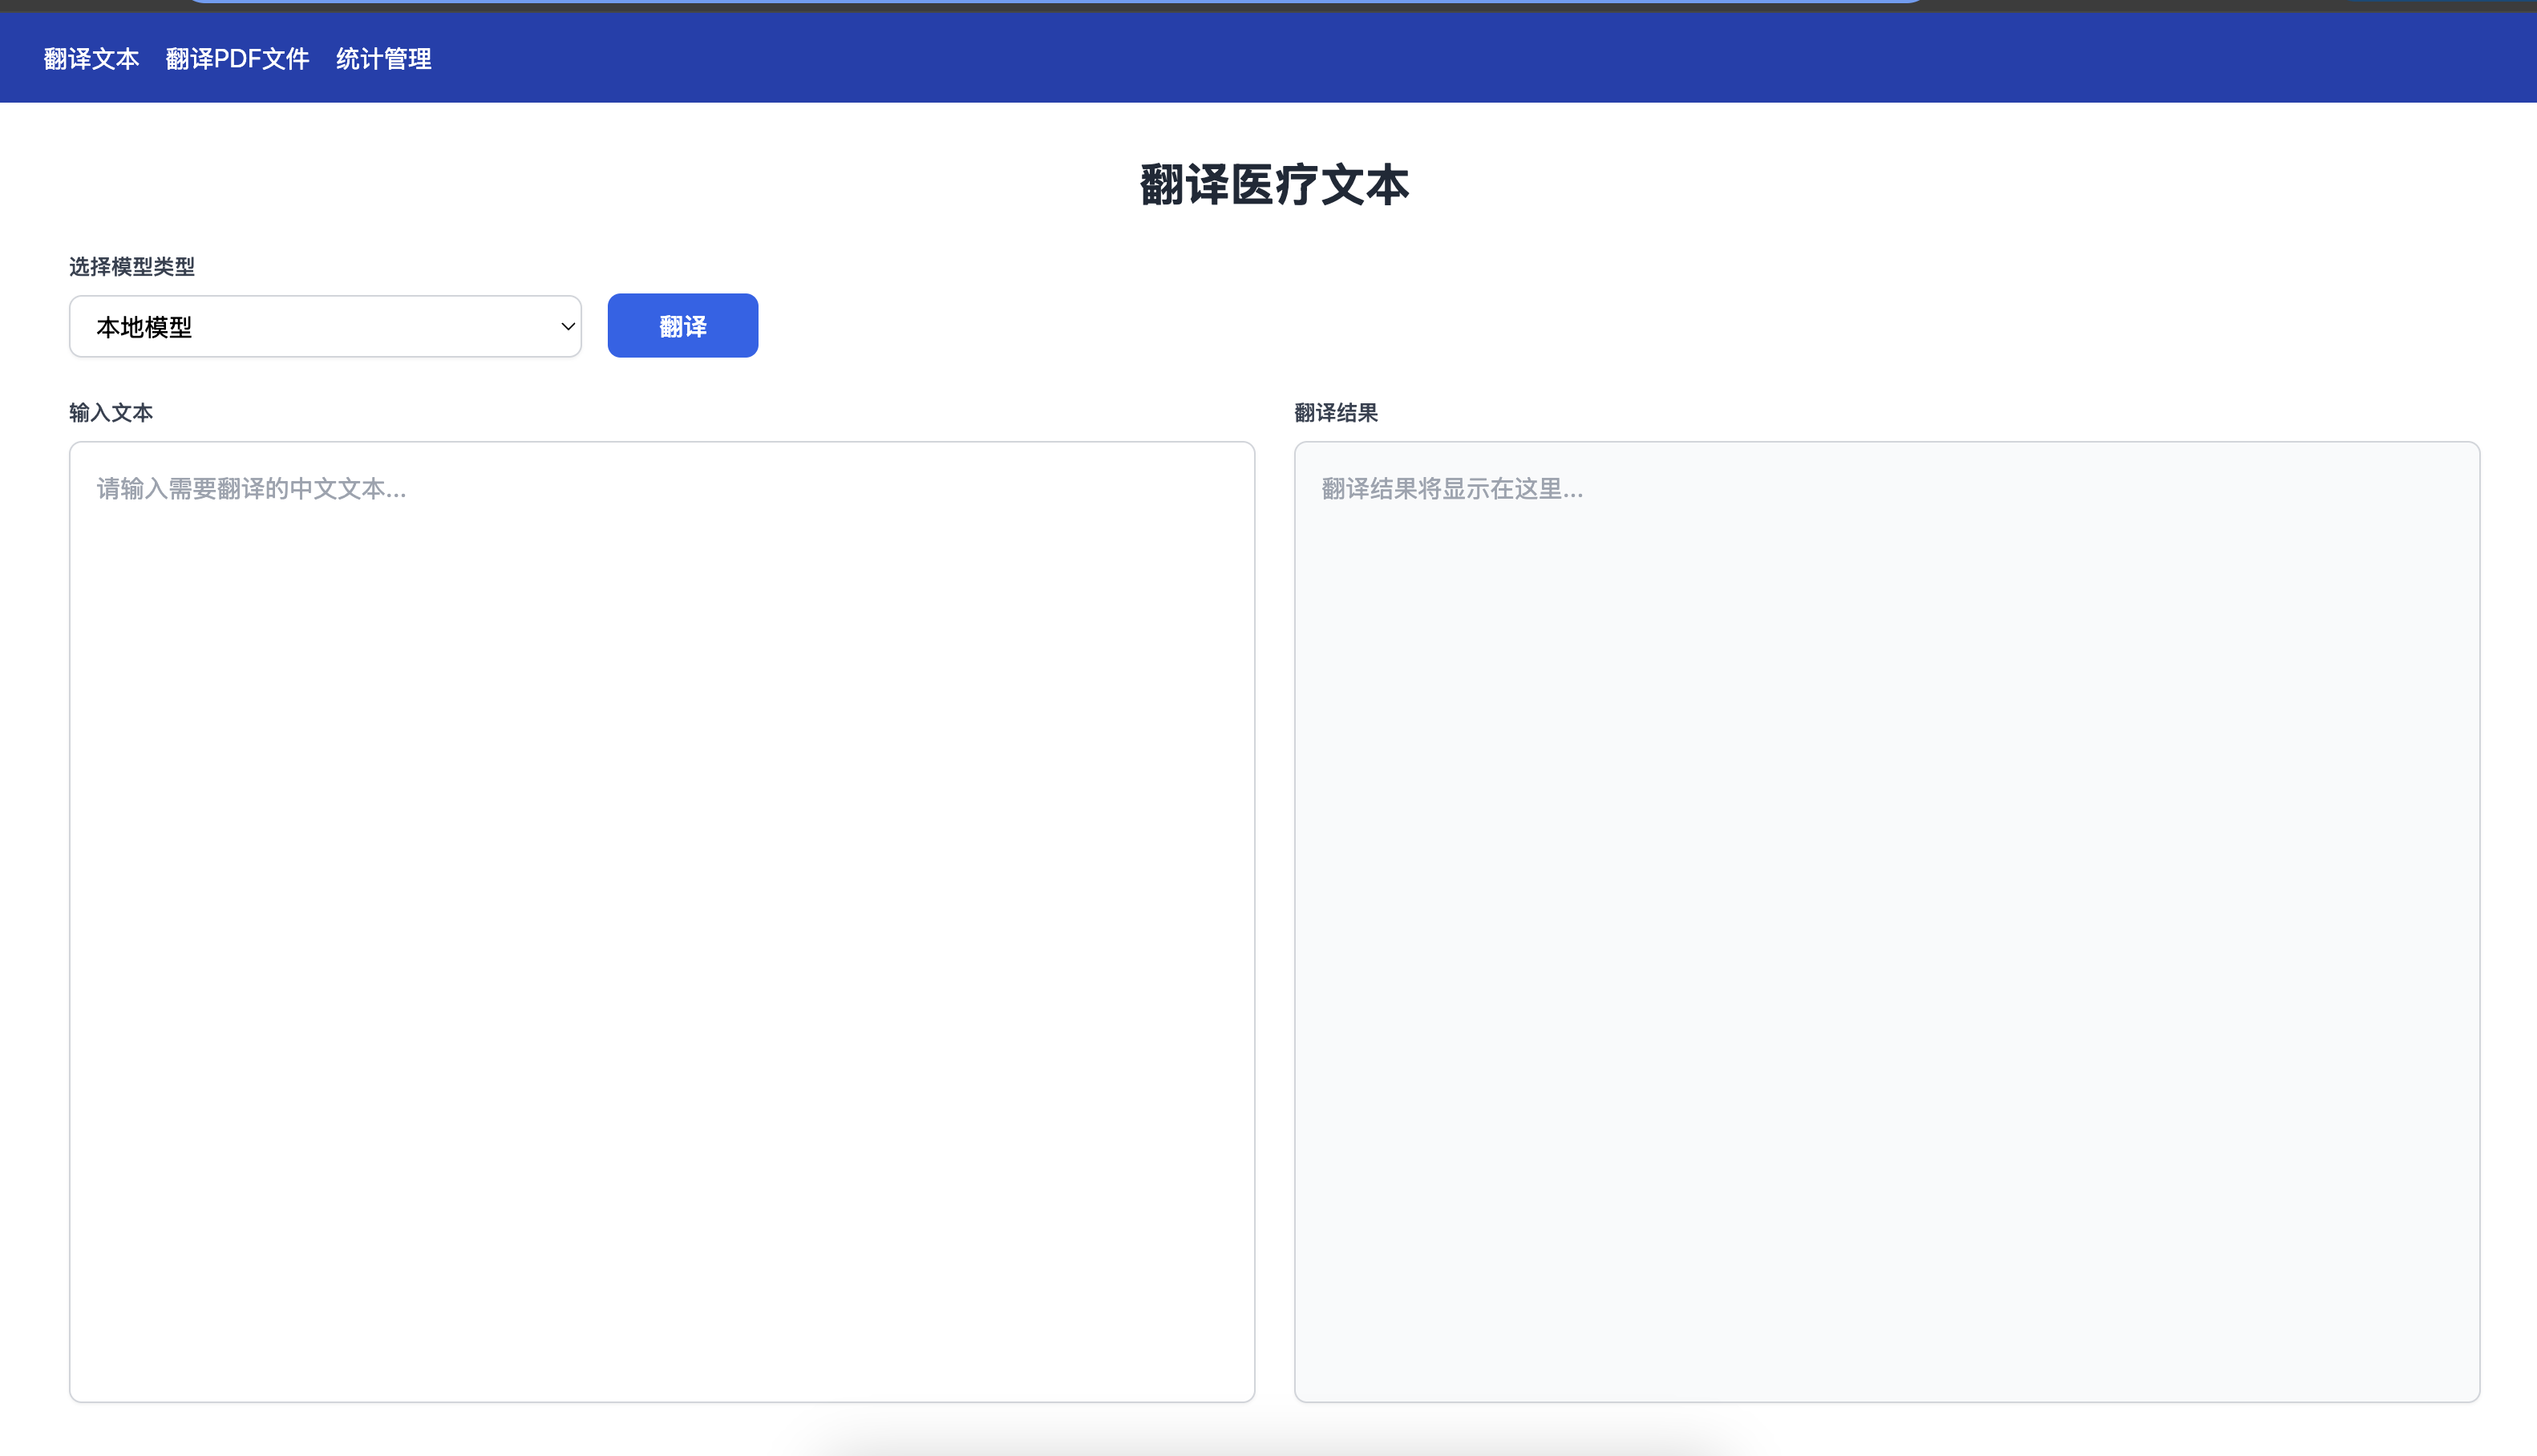 翻译文本 翻译PDF文件 统计管理
翻译医疗文本
选择模型类型
本地模型 翻译
输入文本 翻译结果
请输入需要翻译的中文文本... 翻译结果将显示在这里...